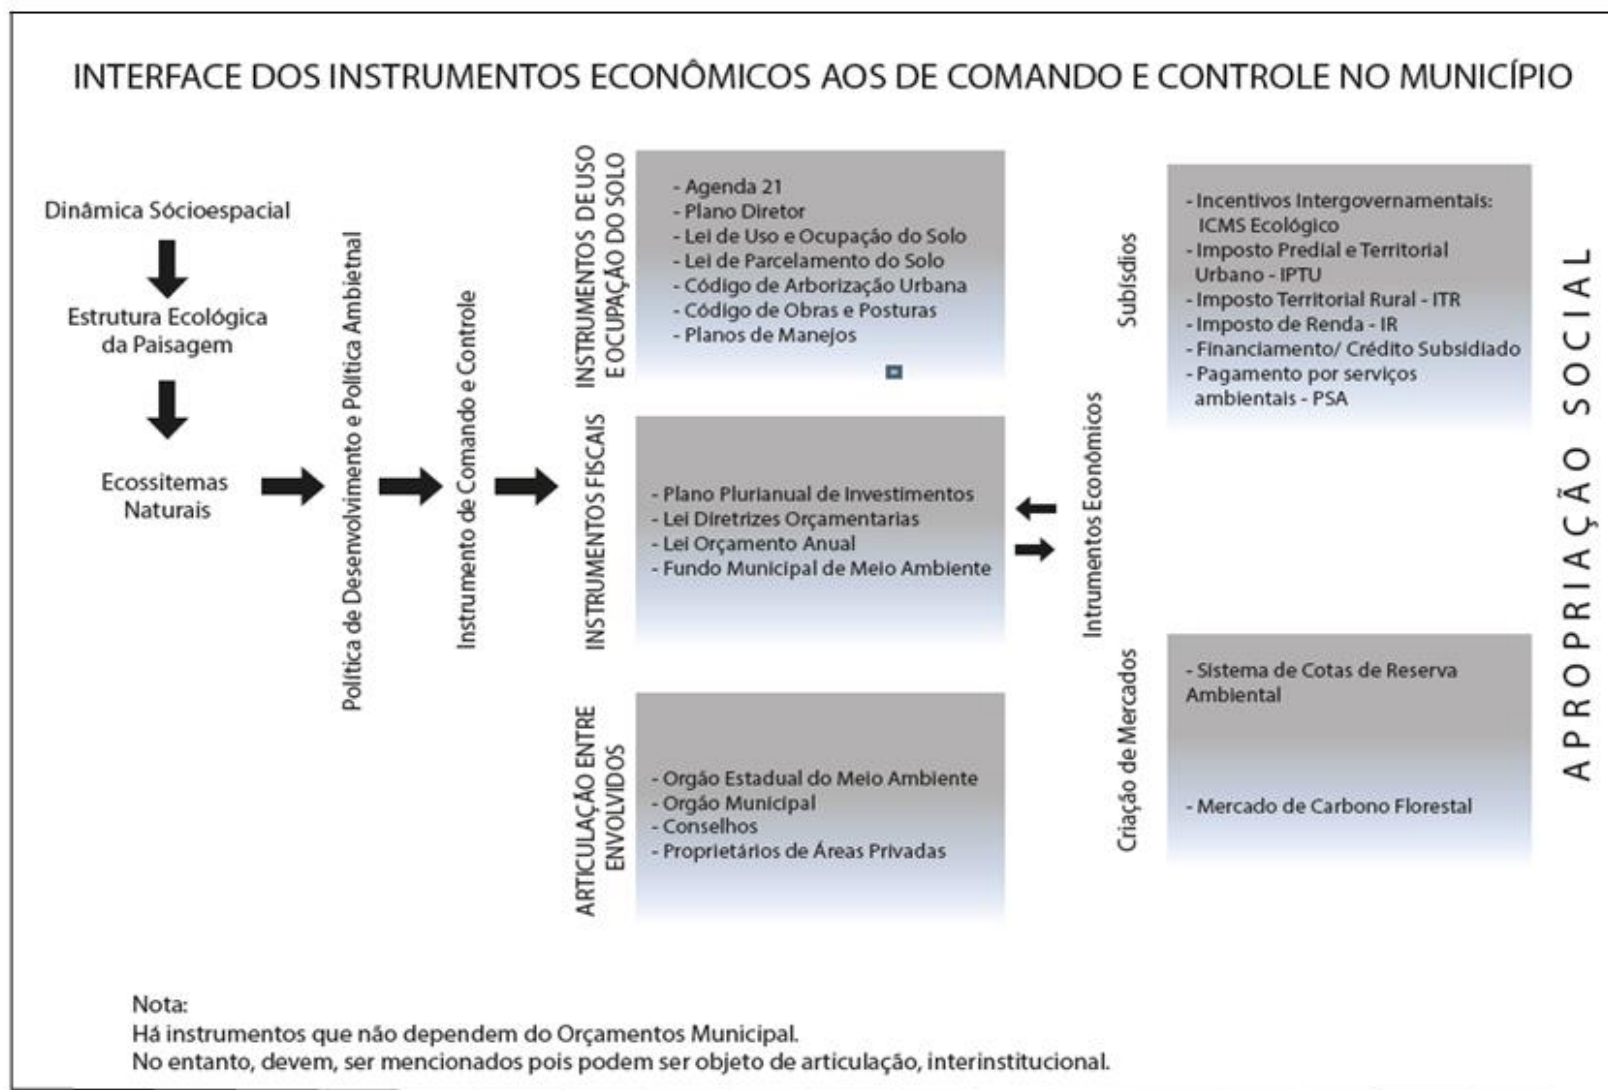 INTERFACE DOS INSTRUMENTOS ECONÔMICOS AOS DE COMANDO E CONTROLE NO MUNICÍPIO
Dinâmica Sócioespacial
Estrutura Ecológica
da Paisagem
Ecossitemas
Naturais
Política de Desenvolvimento e Política Ambietnal
Instrumento de Comando e Controle
INSTRUMENTOS DE USO
E OCUPAÇÃO DO SOLO
- Agenda 21
- Plano Diretor
- Lei de Uso e Ocupação do Solo
- Lei de Parcelamento do Solo
- Código de Arborização Urbana
- Código de Obras e Posturas
- Planos de Manejos
INSTRUMENTOS FISCAIS
- Plano Plurianual de Investimentos
- Lei Diretrizes Orçamentarias
- Lei Orçamento Anual
- Fundo Municipal de Meio Ambiente
ARTICULAÇÃO ENTRE
ENVOLVIDOS
- Orgão Estadual do Meio Ambiente
- Orgão Municipal
- Conselhos
- Proprietários de Áreas Privadas
Intrumentos Econômicos
Subísdios
- Incentivos Intergovernamentais:
ICMS Ecológico
- Imposto Predial e Territorial
Urbano - IPTU
- Imposto Territorial Rural - ITR
- Imposto de Renda - IR
- Financiamento/ Crédito Subsidiado
- Pagamento por serviços
ambientais - PSA
Criação de Mercados
- Sistema de Cotas de Reserva
Ambiental
- Mercado de Carbono Florestal
APROPRIAÇÃO SOCIAL
Nota:
Há instrumentos que não dependem do Orçamentos Municipal.
No entanto, devem, ser mencionados pois podem ser objeto de articulação, interinstitucional.